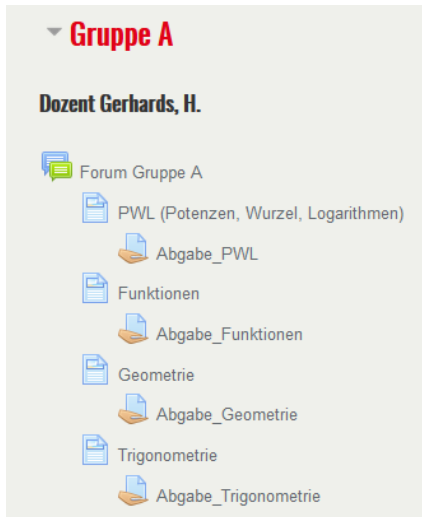 Gruppe A
Dozent Gerhards, H.
Forum Gruppe A
PWL (Potenzen, Wurzel, Logarithmen)
Abgabe_PWL
Funktionen
Abgabe_Funktionen
Geometrie
Abgabe_Geometrie
Trigonometrie
Abgabe_Trigonometrie